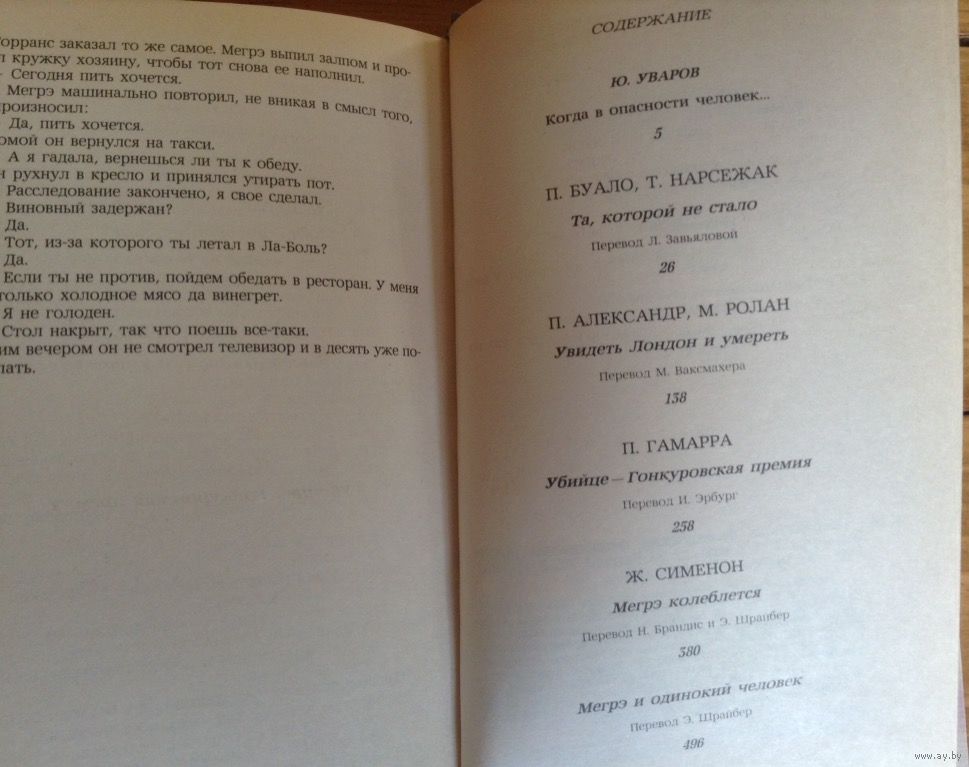 орранс заказал то же самое. Мегрэ выпил залпом и про-
л кружку хозяину, чтобы тот снова ее наполнил.
– Сегодня пить хочется.
Мегрэ машинально повторил, не вникая в смысл того,
произносил:
Да, пить хочется.
омой он вернулся на такси.
А я гадала, вернешься ли ты к обеду.
н рухнул в кресло и принялся утирать пот.
Расследование закончено, я свое сделал.
Виновный задержан?
Да.
Тот, из-за которого ты летал в Ла-Боль?
Да.
Если ты не против, пойдем обедать в ресторан. У меня
только холодное мясо да винегрет.
Я не голоден.
Стол накрыт, так что поешь все-таки.
им вечером он не смотрел телевизор и в десять уже по-
пать.
СОДЕРЖАНИЕ
Ю. УВАРОВ
Когда в опасности человек...
5
П. БУАЛО, Т. НАРСЕЖАК
Та, которой не стало
Перевод Л. Завьяловой
26
П. АЛЕКСАНДР, М. РОЛАН
Увидеть Лондон и умереть
Перевод М. Ваксмахера
138
П. ГАМАРРА
Убийце – Гонкуровская премия
Перевод И. Эрбург
258
Ж. СИМЕНОН
Мегрэ колеблется
Перевод Н. Брандис и Э. Шрайбер
380
Мегрэ и одинокий человек
Перевод Э. Шрайбер
496
www.ay.by